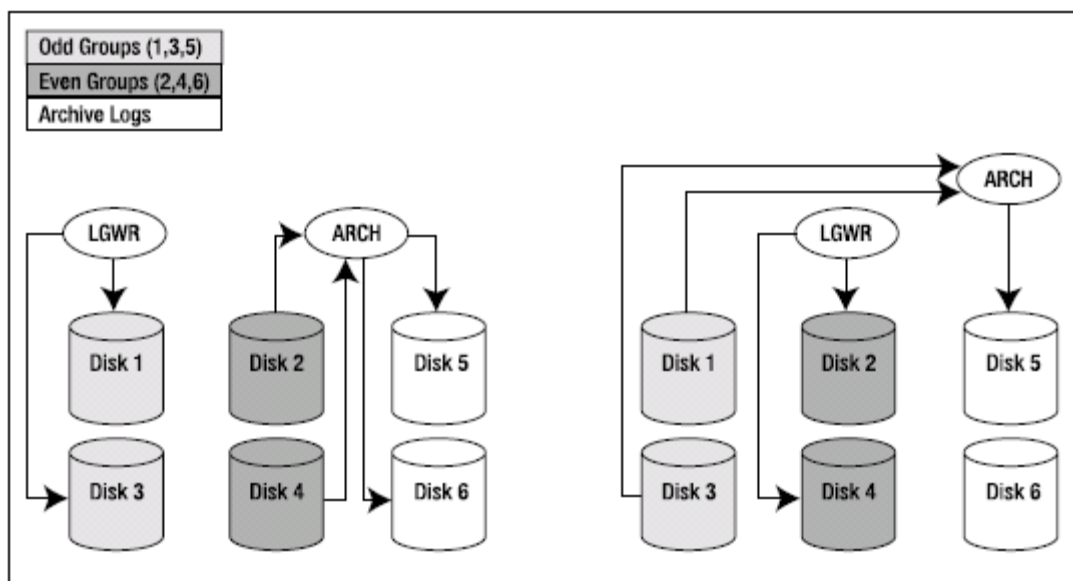 Odd Groups (1,3,5)
Even Groups (2,4,6)
Archive Logs
LGWR
ARCH
Disk 1
Disk 2
Disk 5
Disk 3
Disk 4
Disk 6
ARCH
LGWR
Disk 1
Disk 2
Disk 5
Disk 3
Disk 4
Disk 6